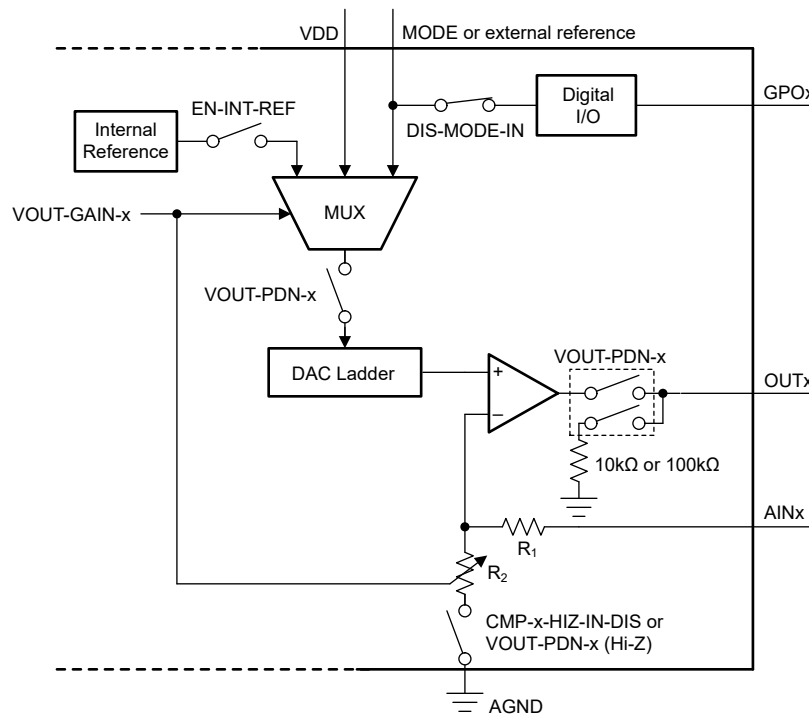 VDD
MODE or external reference
EN-INT-REF
Internal
Reference
DIS-MODE-IN
Digital
I/O
GPOx
VOUT-GAIN-x
MUX
VOUT-PDN-x
DAC Ladder
+
–
VOUT-PDN-x
OUTx
10kΩ or 100kΩ
AINx
R₁
R₂
CMP-x-HIZ-IN-DIS or
VOUT-PDN-x (Hi-Z)
AGND